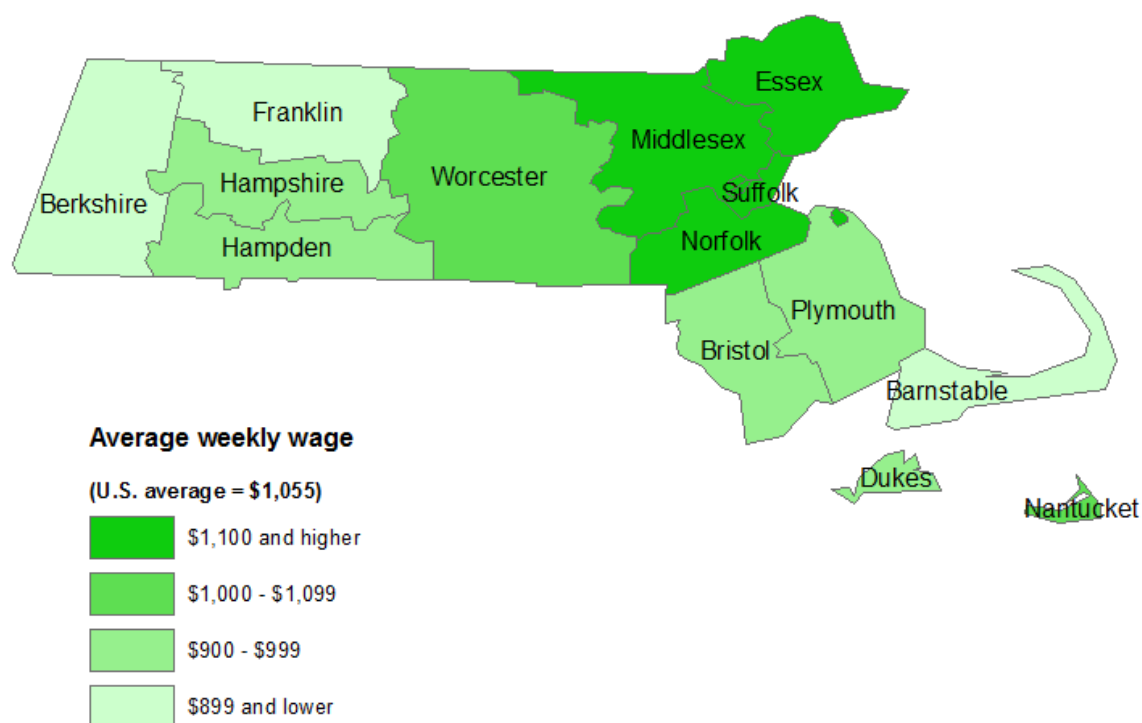 Essex
Franklin
Middlesex
Worcester
Hampshire
Suffolk
Berkshire
Norfolk
Hampden
Plymouth
Bristol
Barnstable
Dukes
Nantucket
Average weekly wage
(U.S. average = $1,055)
$1,100 and higher
$1,000 - $1,099
$900 - $999
$899 and lower